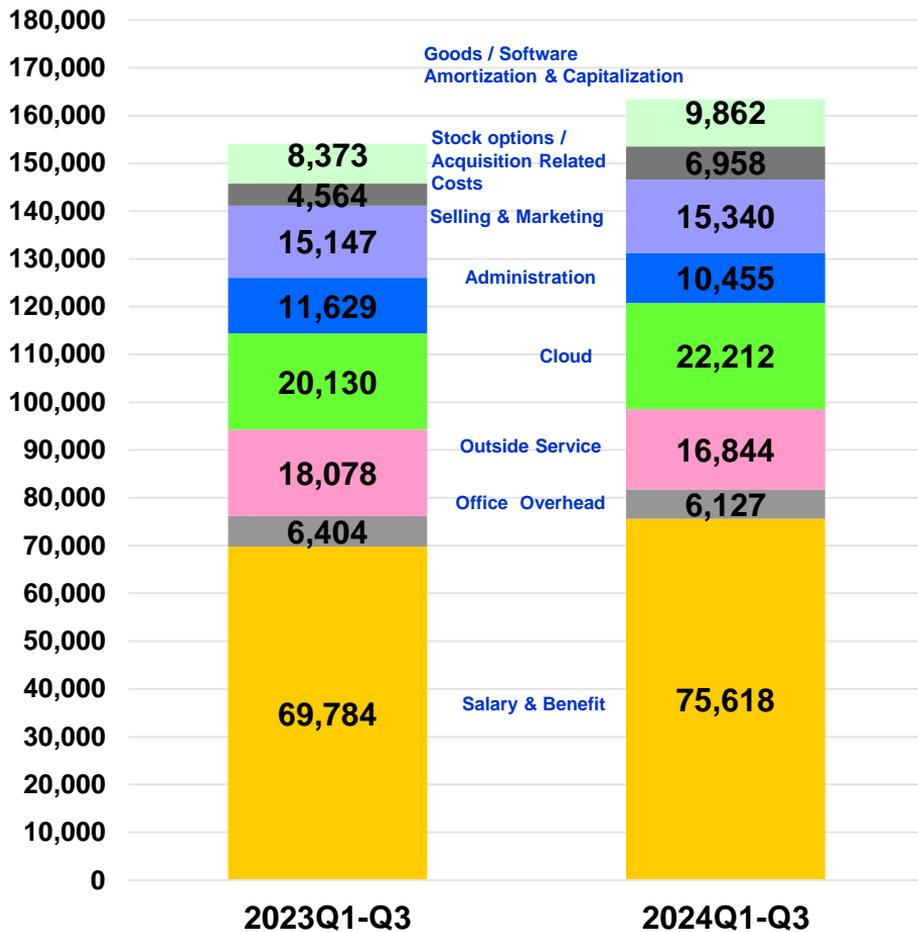 180,000
170,000
160,000
150,000
140,000
130,000
120,000
110,000
100,000
90,000
80,000
70,000
60,000
50,000
40,000
30,000
20,000
10,000
0
8,373
4,564
15,147
11,629
20,130
18,078
6,404
69,784
Goods / Software
Amortization & Capitalization
Stock options /
Acquisition Related
Costs
Selling & Marketing
Administration
Cloud
Outside Service
Office Overhead
Salary & Benefit
9,862
6,958
15,340
10,455
22,212
16,844
6,127
75,618
2023Q1-Q3
2024Q1-Q3